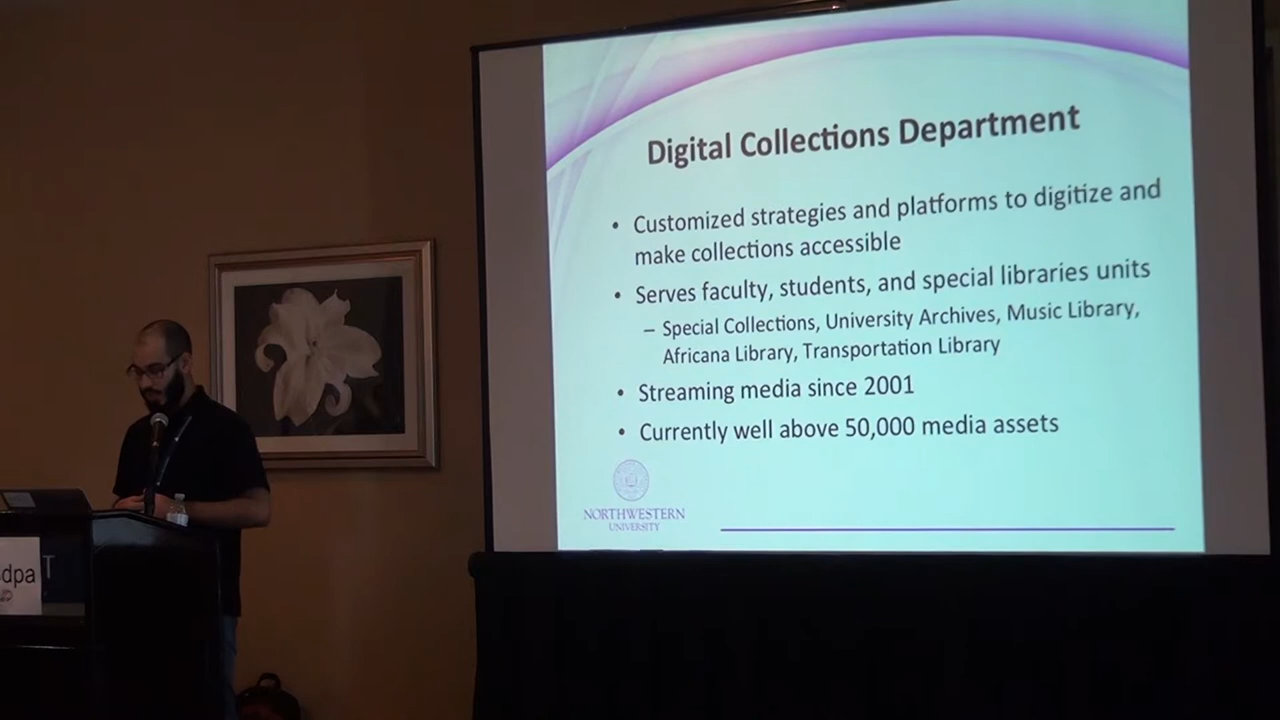 Digital Collections Department
• Customized strategies and platforms to digitize and
make collections accessible
• Serves faculty, students, and special libraries units
– Special Collections, University Archives, Music Library,
Africana Library, Transportation Library
• Streaming media since 2001
• Currently well above 50,000 media assets
NORTHWESTERN
UNIVERSITY
dpa
T